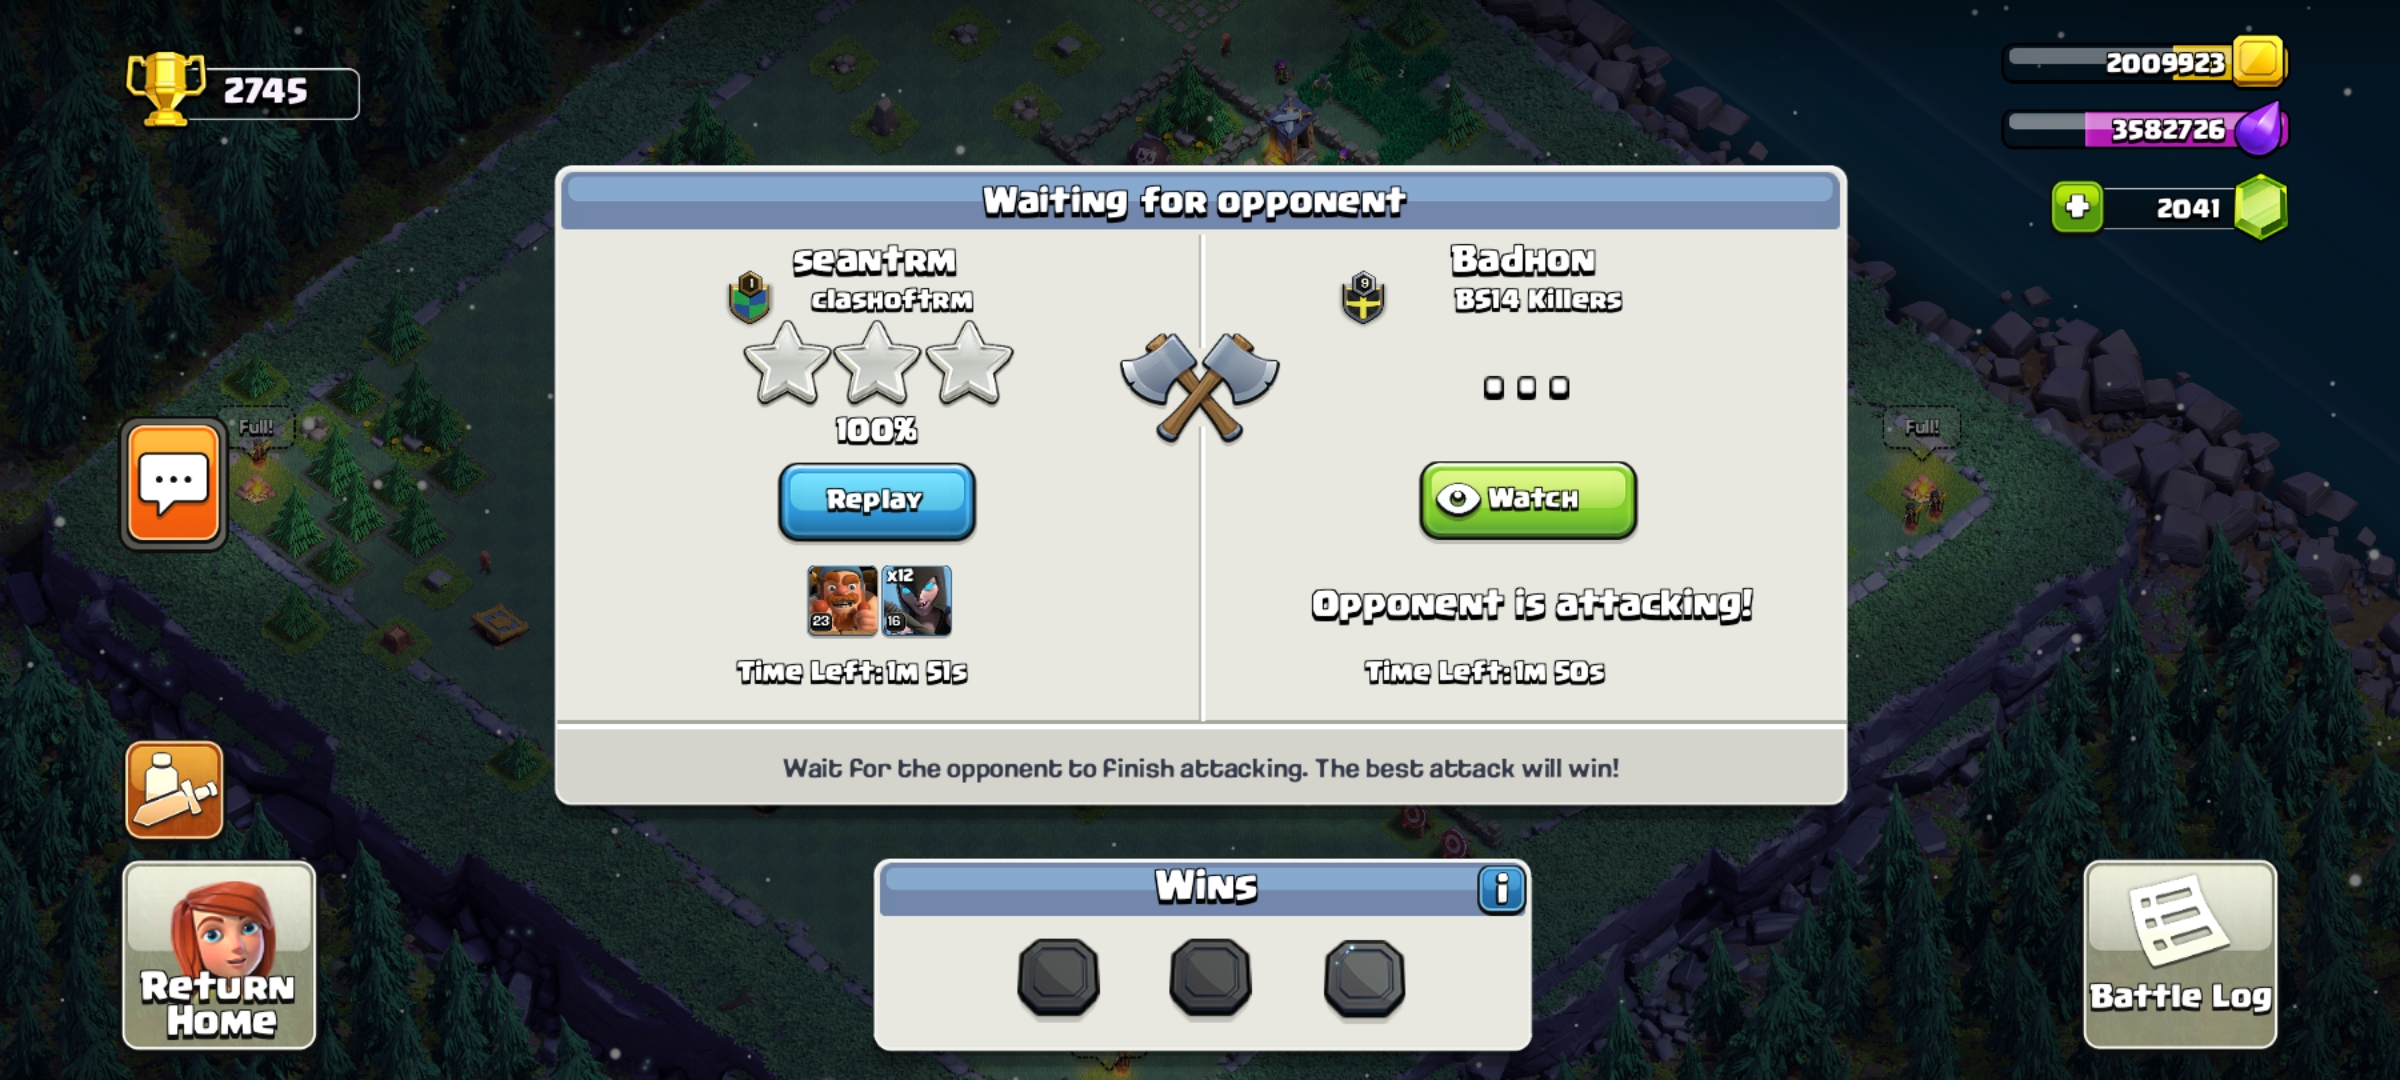 2745
2009923
3582726
2041
Waiting for opponent
seantrm
clashoftrm
1
100%
Replay
23
x12
16
Time Left: 1m 51s
Badhon
9
BS14 Killers
Watch
Opponent is attacking!
Time Left: 1m 50s
Wait for the opponent to finish attacking. The best attack will win!
Full!
Full!
Wins
i
Return
Home
Battle Log